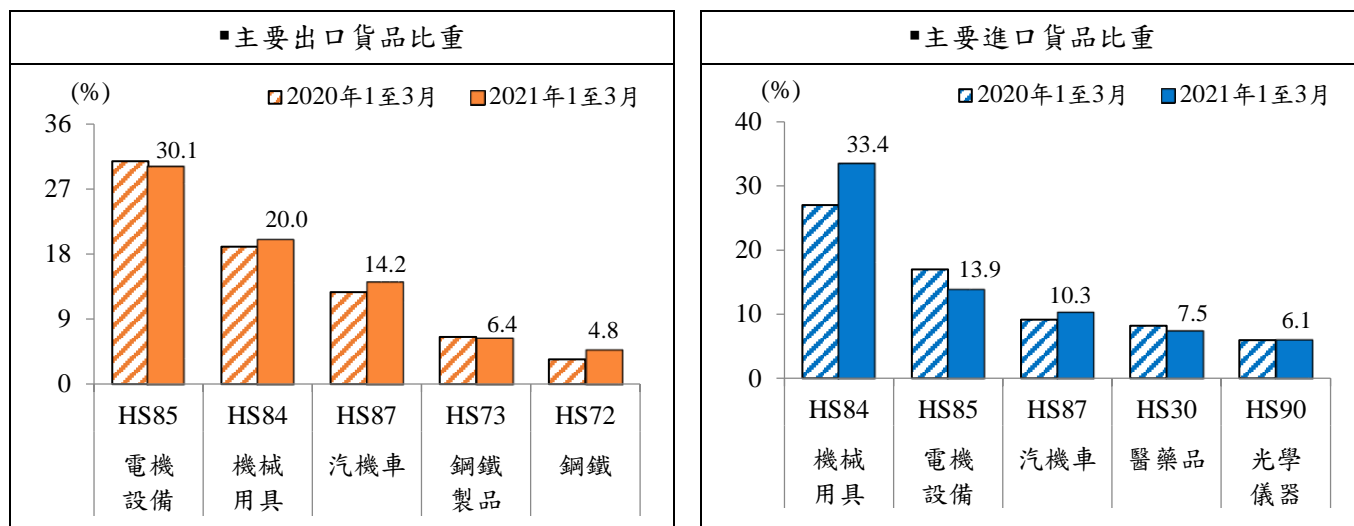 ▪主要出口貨品比重
(%)
2020年1至3月 2021年1至3月
36
27
18
9
0
30.1
20.0
14.2
6.4
4.8
HS85 HS84 HS87 HS73 HS72
電機 機械 汽機車 鋼鐵 鋼鐵
設備 用具 製品
▪主要進口貨品比重
(%)
2020年1至3月 2021年1至3月
40
30
20
10
0
33.4
13.9
10.3
7.5
6.1
HS84 HS85 HS87 HS30 HS90
機械 電機 汽機車 醫藥品 光學
用具 設備 儀器